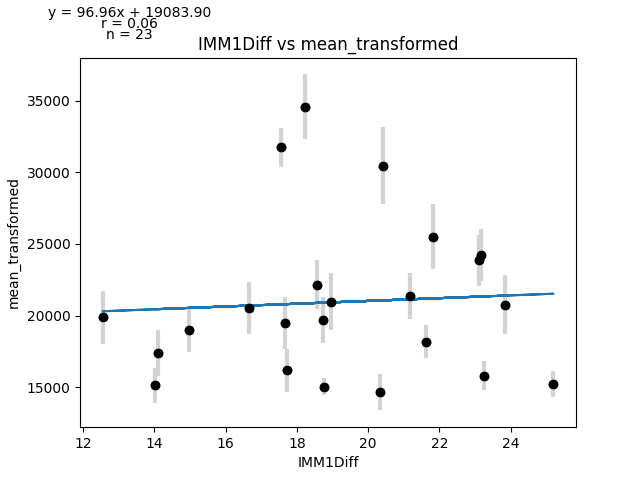 y = 96.96x + 19083.90
r = 0.06
n = 23
IMM1Diff vs mean_transformed
mean_transformed
35000
30000
25000
20000
15000
12 14 16 18 20 22 24
IMM1Diff